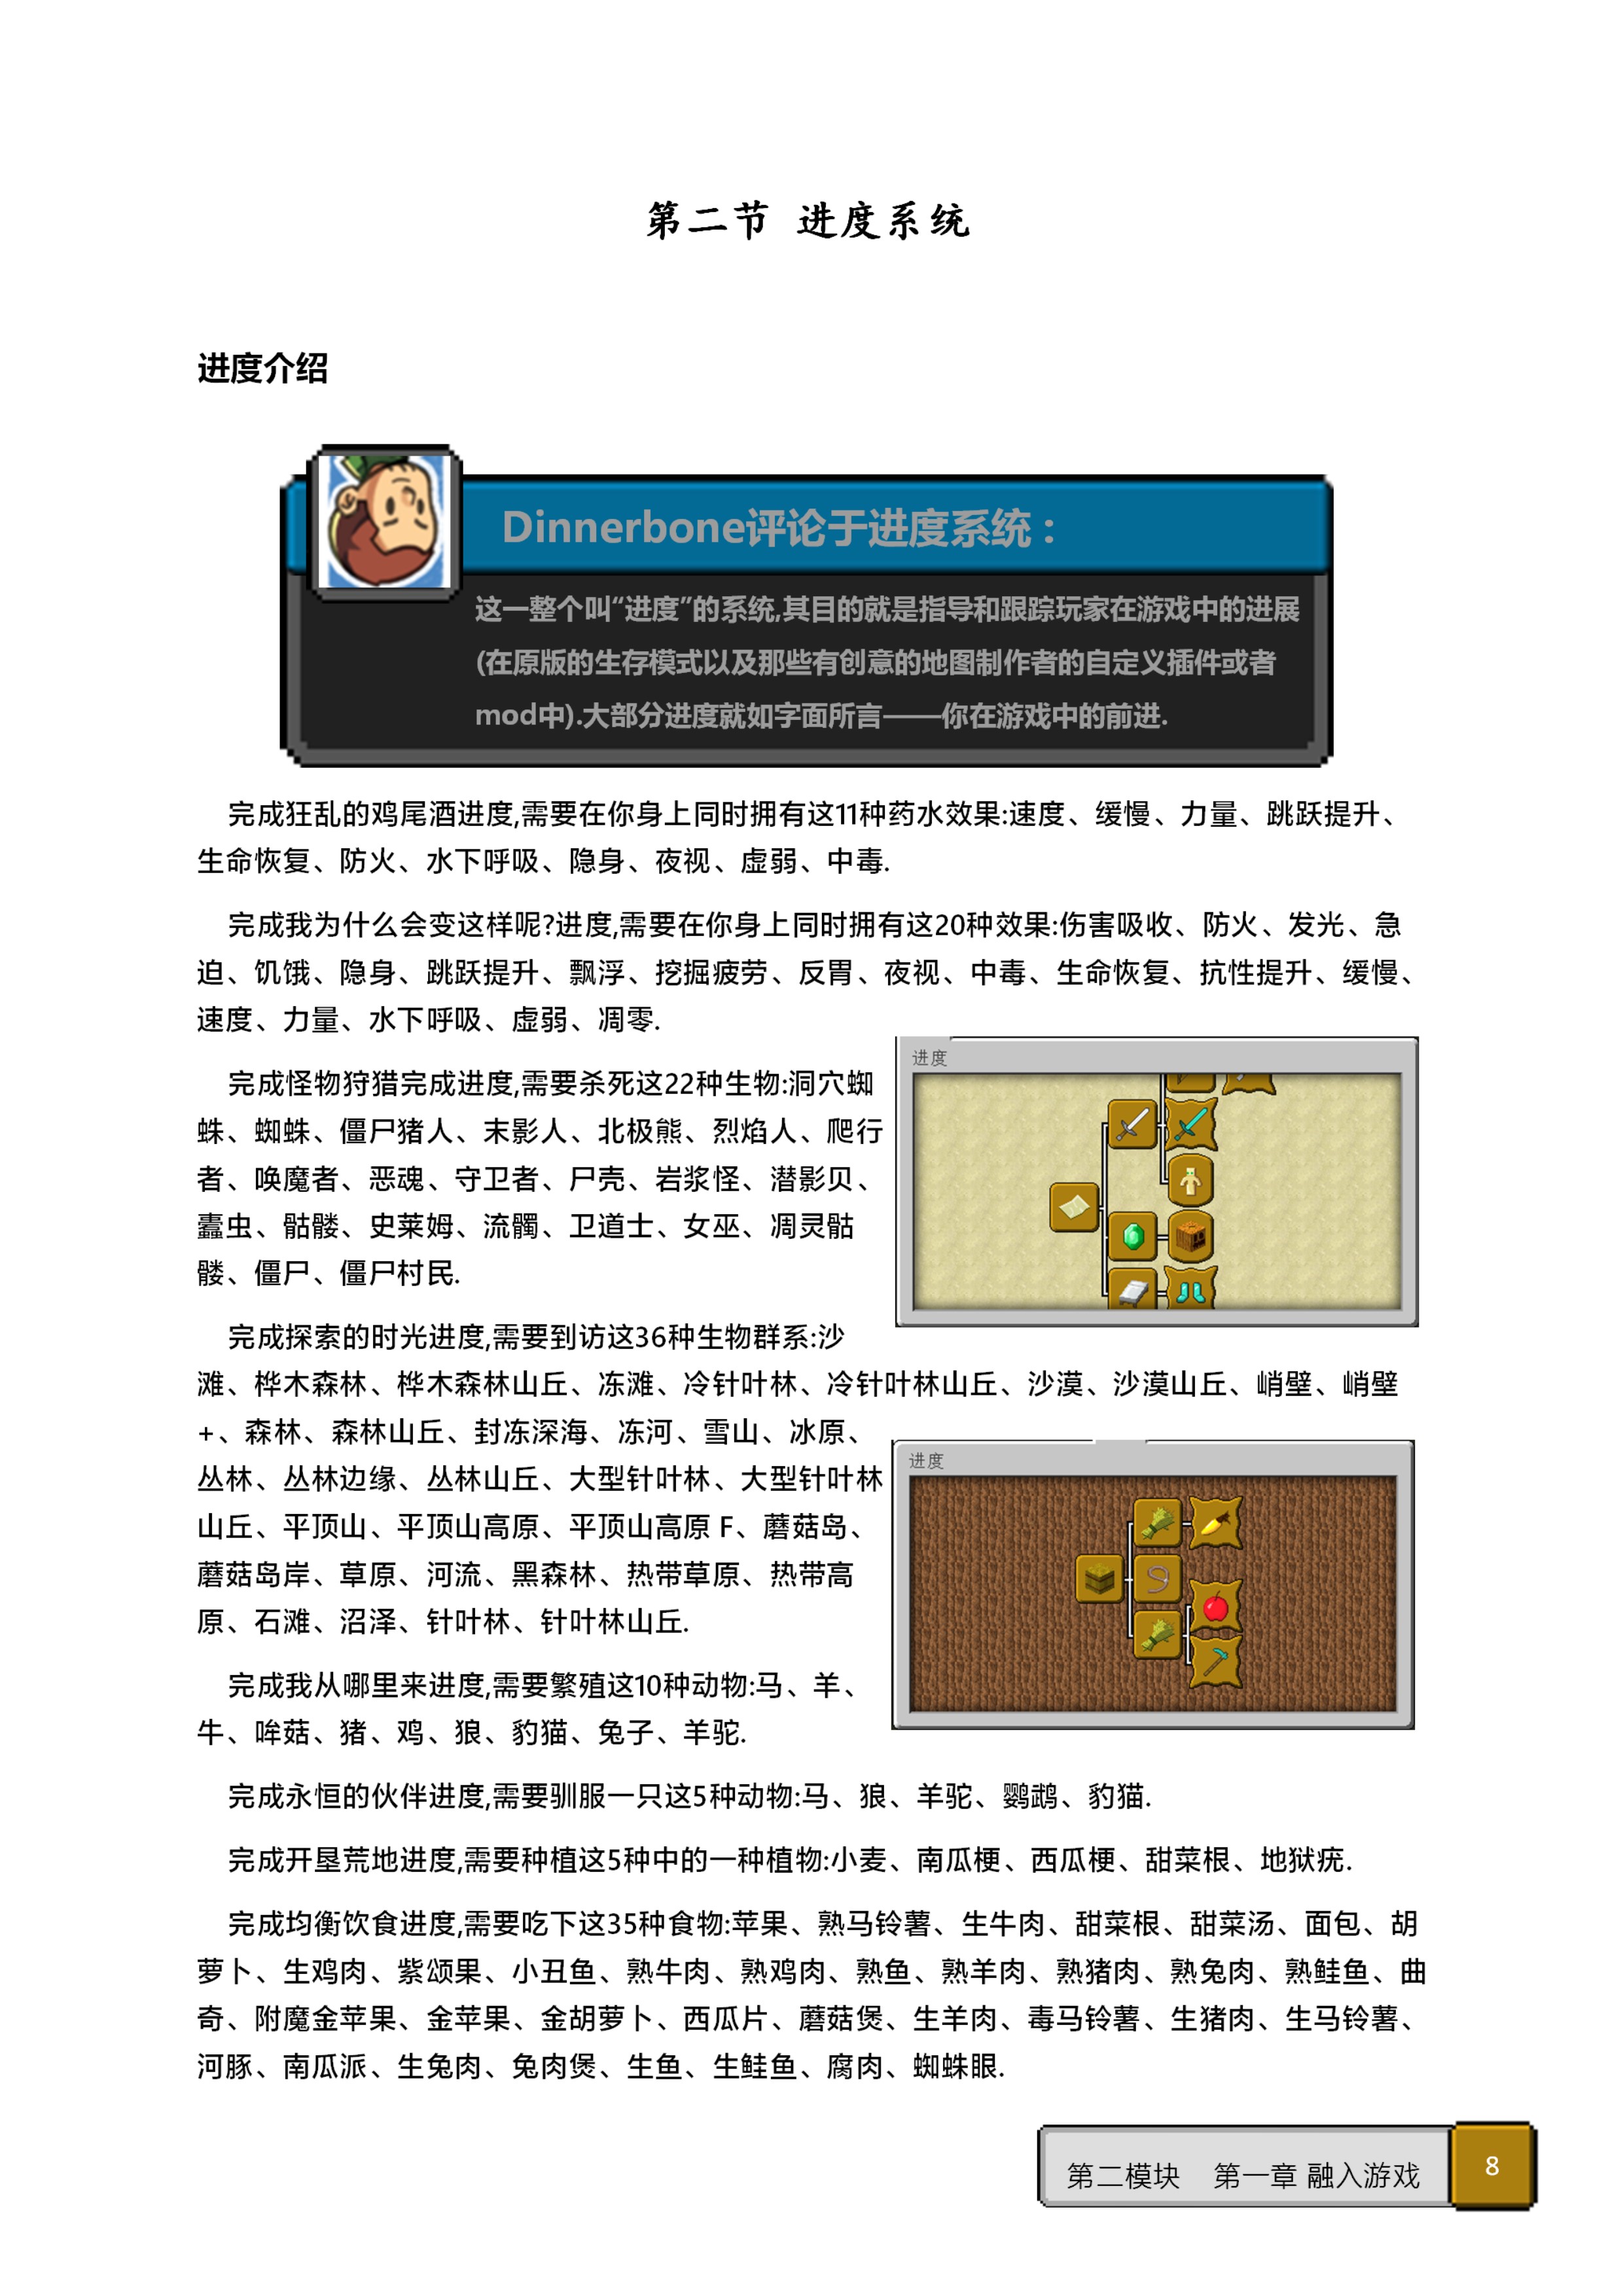 第二节 进度系统
进度介绍
Dinnerbone评论于进度系统：
这一整个叫“进度”的系统,其目的就是指导和跟踪玩家在游戏中的进展
(在原版的生存模式以及那些有创意的地图制作者的自定义插件或者
mod中).大部分进度就如字面所言——你在游戏中的前进.
完成狂乱的鸡尾酒进度,需要在你身上同时拥有这11种药水效果:速度、缓慢、力量、跳跃提升、
生命恢复、防火、水下呼吸、隐身、夜视、虚弱、中毒.
完成我为什么会变这样呢?进度,需要在你身上同时拥有这20种效果:伤害吸收、防火、发光、急
迫、饥饿、隐身、跳跃提升、飘浮、挖掘疲劳、反胃、夜视、中毒、生命恢复、抗性提升、缓慢、
速度、力量、水下呼吸、虚弱、凋零.
完成怪物狩猎完成进度,需要杀死这22种生物:洞穴蜘
蛛、蜘蛛、僵尸猪人、末影人、北极熊、烈焰人、爬行
者、唤魔者、恶魂、守卫者、尸壳、岩浆怪、潜影贝、
蠹虫、骷髅、史莱姆、流髑、卫道士、女巫、凋灵骷
髅、僵尸、僵尸村民.
进度
完成探索的时光进度,需要到访这36种生物群系:沙
滩、桦木森林、桦木森林山丘、冻滩、冷针叶林、冷针叶林山丘、沙漠、沙漠山丘、峭壁、峭壁
+、森林、森林山丘、封冻深海、冻河、雪山、冰原、
丛林、丛林边缘、丛林山丘、大型针叶林、大型针叶林
山丘、平顶山、平顶山高原、平顶山高原 F、蘑菇岛、
蘑菇岛岸、草原、河流、黑森林、热带草原、热带高
原、石滩、沼泽、针叶林、针叶林山丘.
进度
完成我从哪里来进度,需要繁殖这10种动物:马、羊、
牛、哞菇、猪、鸡、狼、豹猫、兔子、羊驼.
完成永恒的伙伴进度,需要驯服一只这5种动物:马、狼、羊驼、鹦鹉、豹猫.
完成开垦荒地进度,需要种植这5种中的一种植物:小麦、南瓜梗、西瓜梗、甜菜根、地狱疣.
完成均衡饮食进度,需要吃下这35种食物:苹果、熟马铃薯、生牛肉、甜菜根、甜菜汤、面包、胡
萝卜、生鸡肉、紫颂果、小丑鱼、熟牛肉、熟鸡肉、熟鱼、熟羊肉、熟猪肉、熟兔肉、熟鲑鱼、曲
奇、附魔金苹果、金苹果、金胡萝卜、西瓜片、蘑菇煲、生羊肉、毒马铃薯、生猪肉、生马铃薯、
河豚、南瓜派、生兔肉、兔肉煲、生鱼、生鲑鱼、腐肉、蜘蛛眼.
第二模块 第一章 融入游戏
8